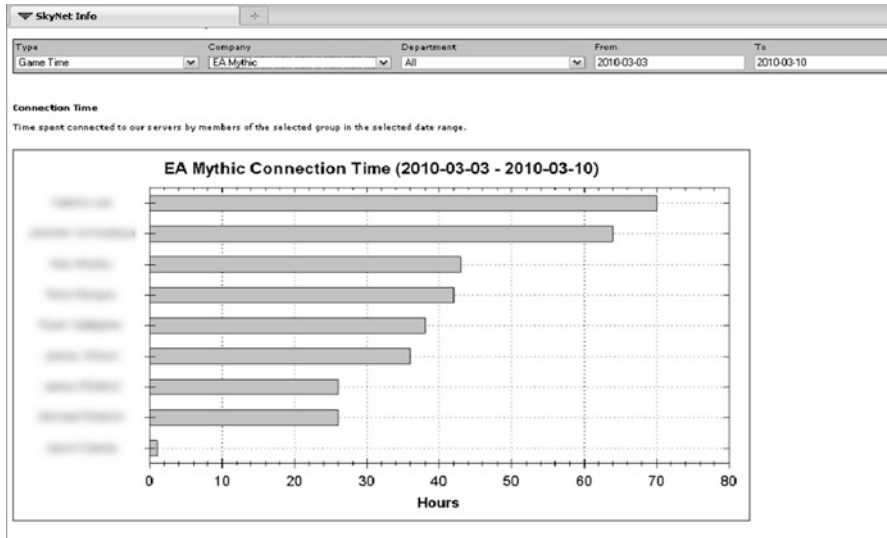 SkyNet Info
Type Company Department From To
Game Time EA Mythic All 2010-03-03 2010-03-10
Connection Time
Time spent connected to our servers by members of the selected group in the selected date range.
EA Mythic Connection Time (2010-03-03 - 2010-03-10)
0 10 20 30 40 50 60 70 80
Hours